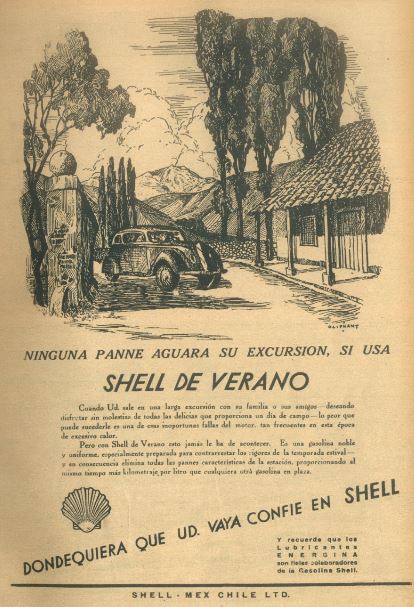 OLIPHANT
NINGUNA PANNE AGUARA SU EXCURSION, SI USA
SHELL DE VERANO
Cuando Ud. sale en una larga excursión con su familia o sus amigos—deseando
disfrutar sin molestias de todas las delicias que proporciona un día de campo—lo peor que
puede sucederle es una de esas inoportunas fallas del motor, tan frecuentes en esta época
de excesivo calor.
Pero con Shell de Verano esto jamás le ha de acontecer. Es una gasolina noble
y uniforme, especialmente preparada para contrarrestar los rigores de la temporada estival—
y en consecuencia elimina todas las pannes características de la estación, proporcionando al
mismo tiempo más kilometraje por litro que cualquiera otra gasolina en plaza.
DONDEQUIERA QUE UD. VAYA CONFIE EN SHELL
Y recuerde que los
Lubricantes
ENERGINA
son fieles colaboradores
de la Gasolina Shell.
SHELL - MEX CHILE LTD.